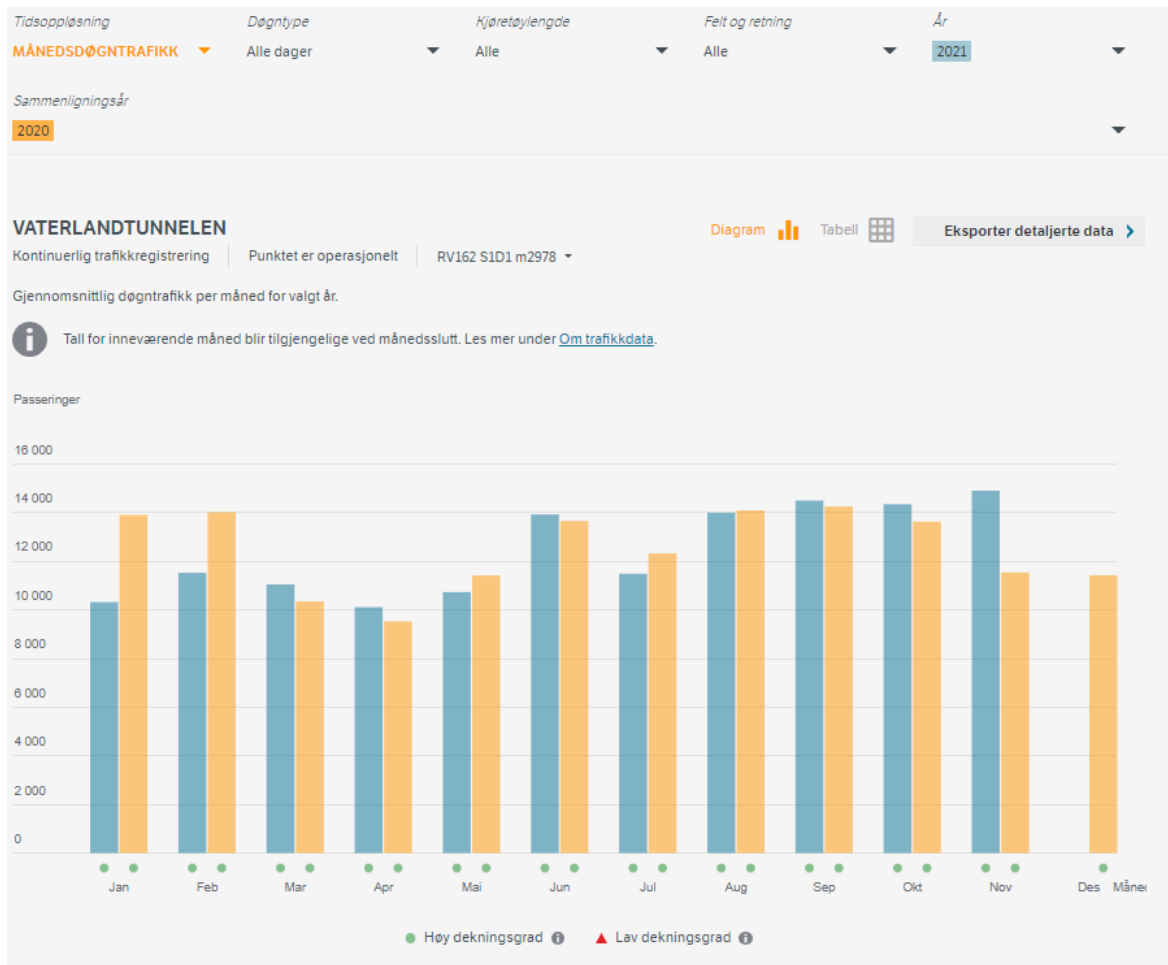 Tidsoppløsning Døgntype Kjøretøylengde Felt og retning År
MÅNEDSDØGNTRAFIKK Alle dager Alle Alle 2021
Sammenligningsår
2020
VATERLANDTUNNELEN
Diagram Tabell Eksporter detaljerte data
Kontinuerlig trafikkregistrering Punktet er operasjonelt RV162 S1D1 m2978
Gjennomsnittlig døgntrafikk per måned for valgt år.
Tall for inneværende måned blir tilgjengelige ved månedsslutt. Les mer under Om trafikkdata.
Passeringer
16 000
14 000
12 000
10 000
8 000
6 000
4 000
2 000
0
Jan Feb Mar Apr Mai Jun Jul Aug Sep Okt Nov Des Måned
Høy dekningsgrad Lav dekningsgrad